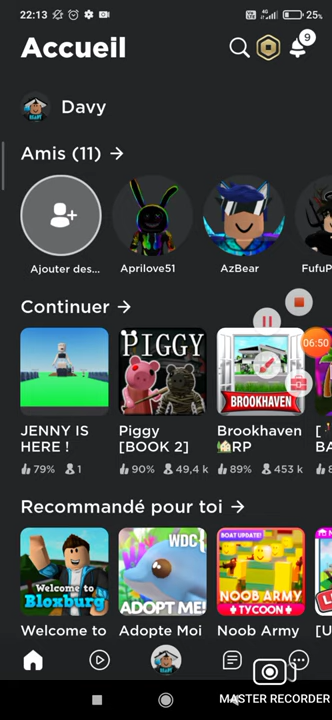 22:13
25%
Accueil
9
Davy
Amis (11) →
Ajouter des...
Aprilove51
AzBear
FufuP
Continuer →
06:50
PIGGY
BROOKHAVEN
JENNY IS
HERE !
Piggy
[BOOK 2]
Brookhaven
🏡RP
BA
79%
1
90%
49,4 k
89%
453 k
Recommandé pour toi →
Welcome to
Bloxburg
WDC
ADOPT ME!
BOAT UPDATE!
NOOB ARMY
TYCOON
Welcome to
Adopte Moi
Noob Army
[U
MASTER RECORDER